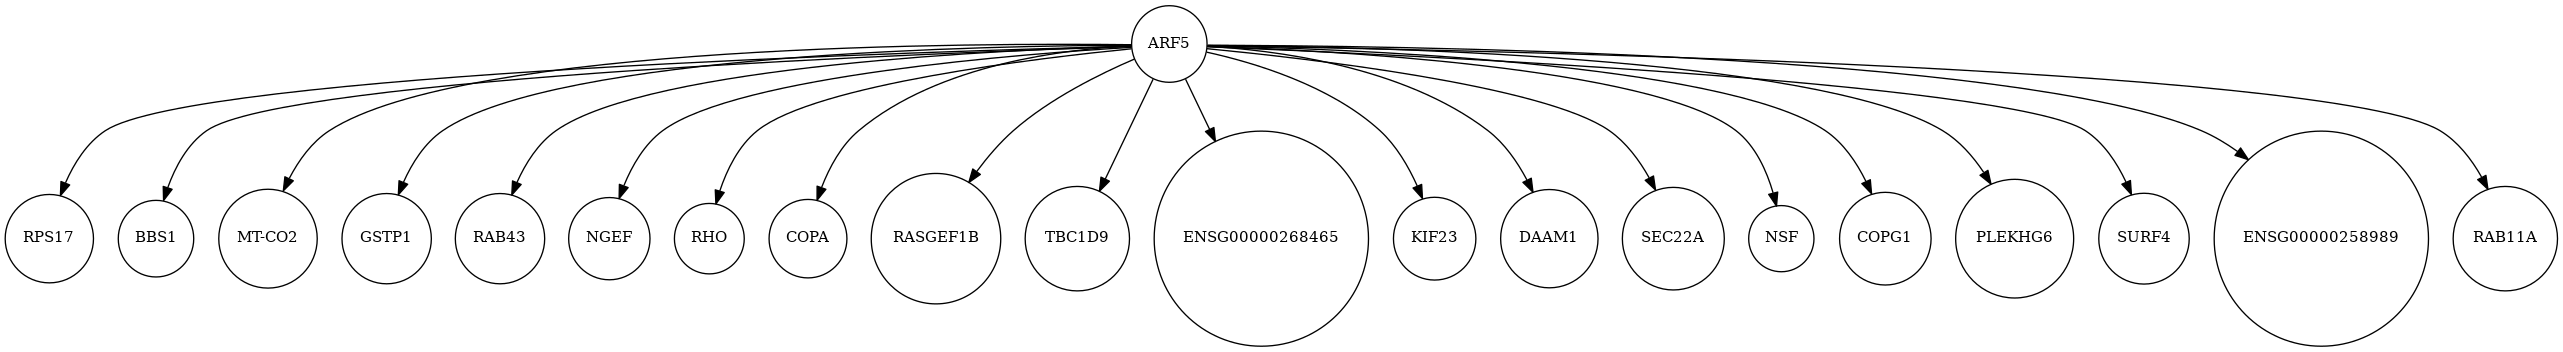 ARF5
RPS17 BBS1 MT-CO2 GSTP1 RAB43 NGEF RHO COPA RASGEF1B TBC1D9 ENSG00000268465 KIF23 DAAM1 SEC22A NSF COPG1 PLEKHG6 SURF4 ENSG00000258989 RAB11A